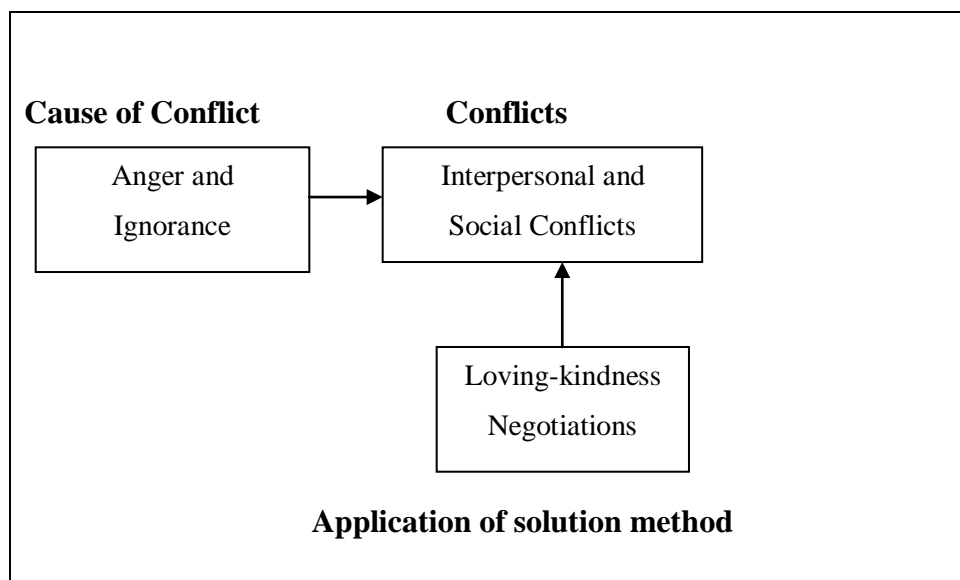 Cause of Conflict
Conflicts
Anger and
Ignorance
Interpersonal and
Social Conflicts
Loving-kindness
Negotiations
Application of solution method